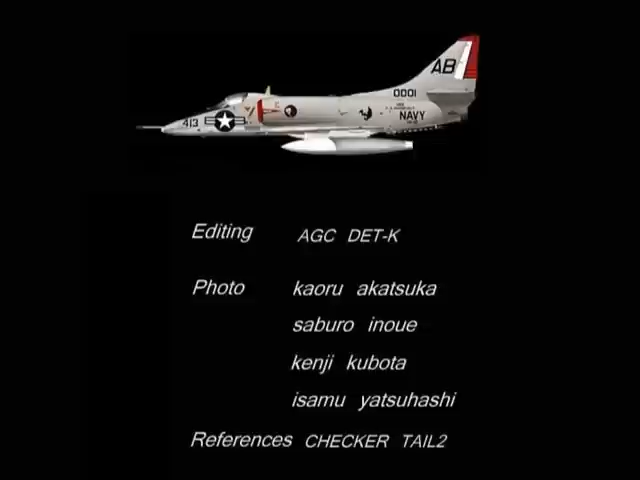 AB
0001
413
NAVY
Editing AGC DET-K
Photo kaoru akatsuka
saburo inoue
kenji kubota
isamu yatsuhashi
References CHECKER TAIL2